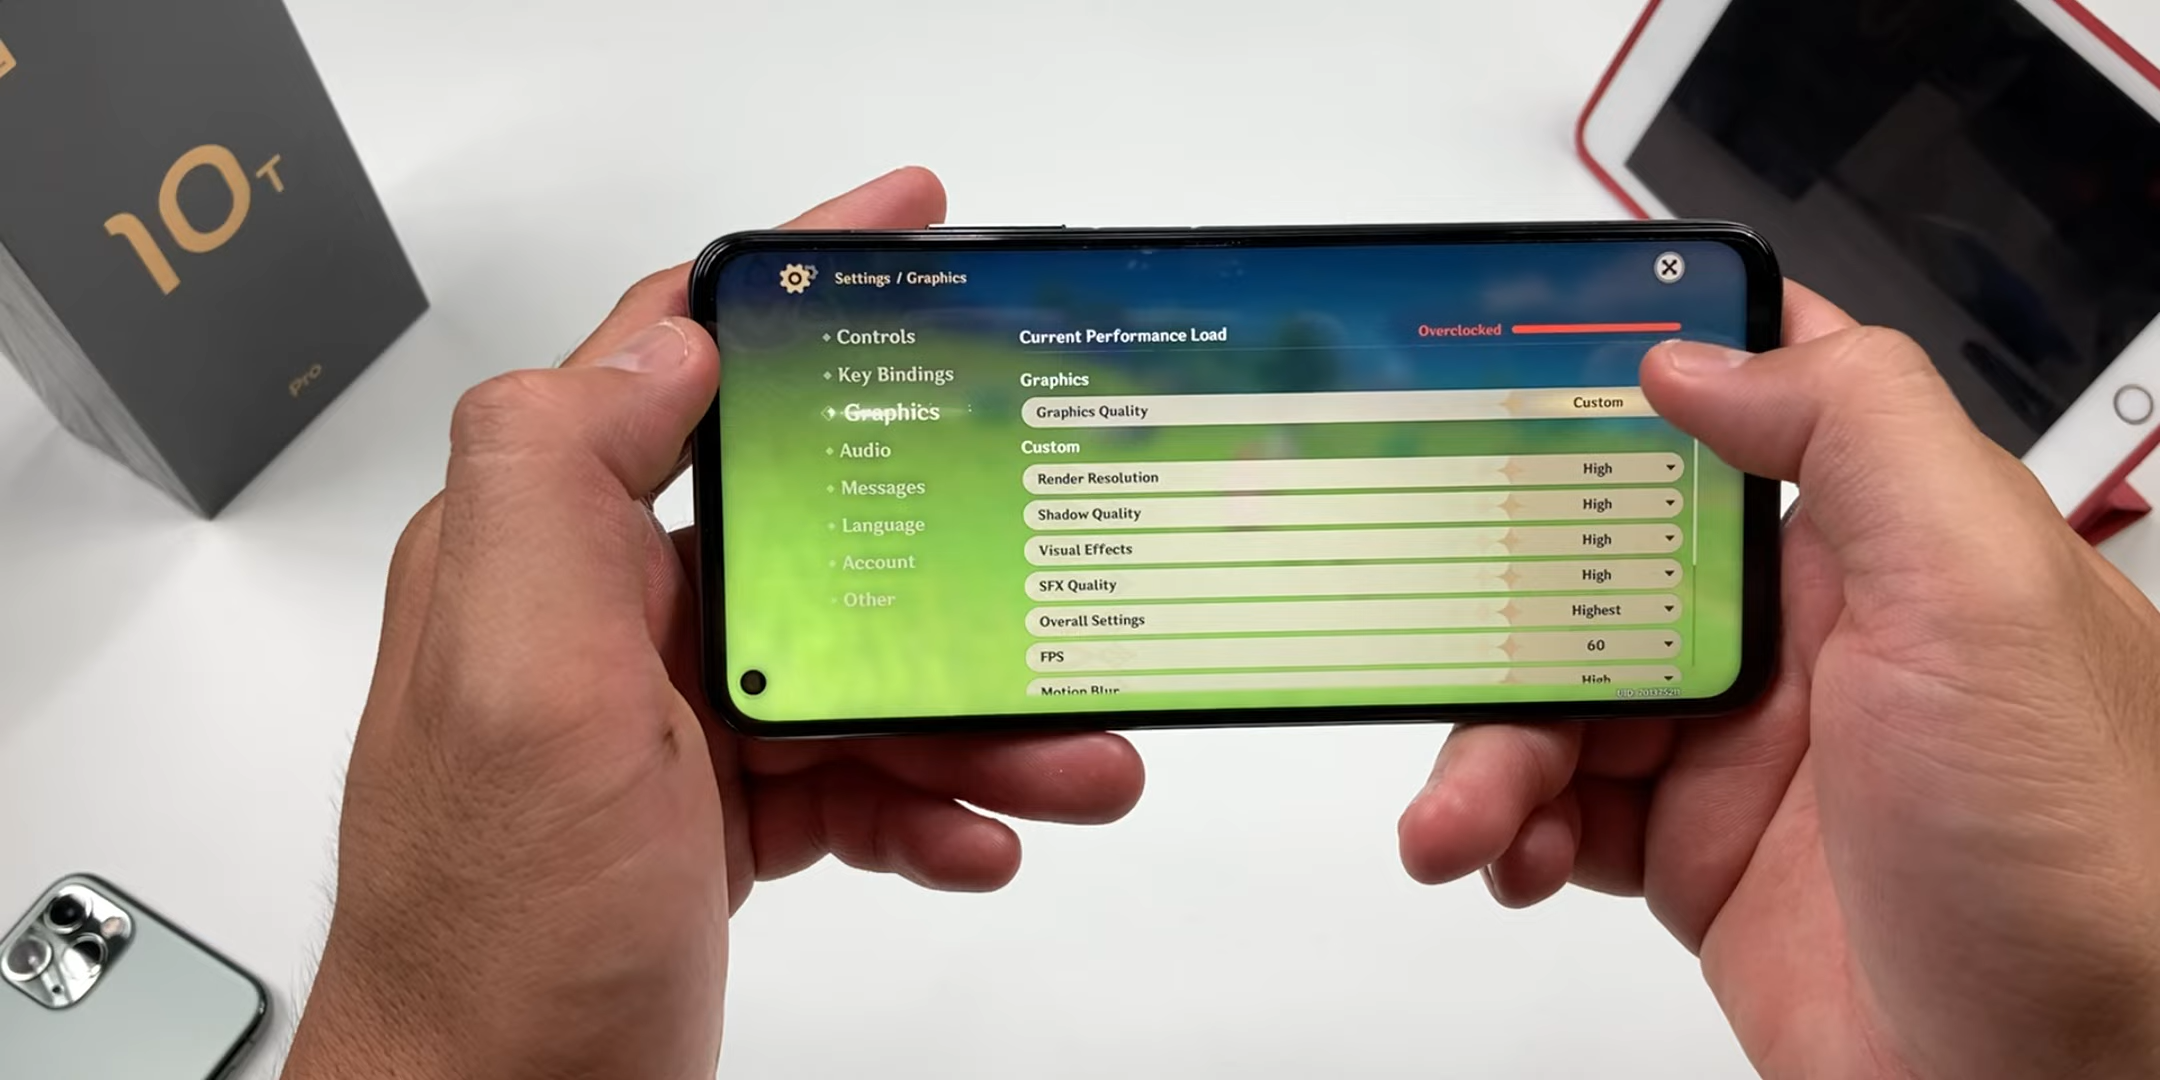 10T
pro
Settings / Graphics
Controls
Key Bindings
Graphics
Audio
Messages
Language
Account
Other
Current Performance Load
Overclocked
Graphics
Graphics Quality Custom
Custom
Render Resolution High
Shadow Quality High
Visual Effects High
SFX Quality High
Overall Settings Highest
FPS 60
Motion Blur High